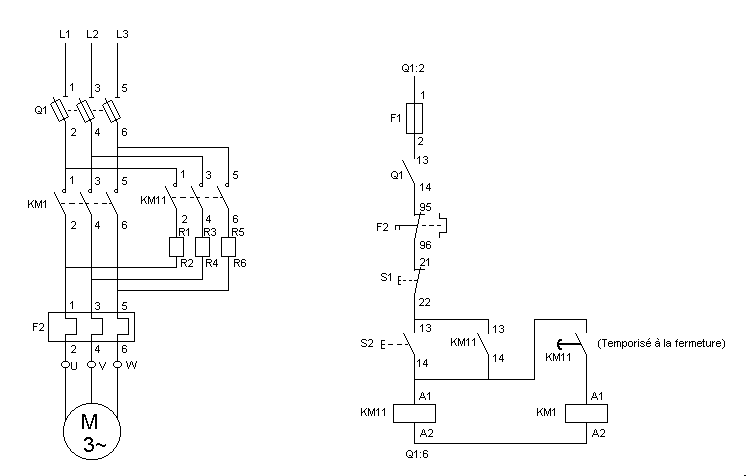 L1 L2 L3
1 3 5
Q1
2 4 6
1 3 5
KM1
2 4 6
1 3 5
KM11
2 4 6
R1 R3 R5
R2 R4 R6
1 3 5
F2
2 4 6
U V W
M
3~
Q1:2
1
F1
2
13
Q1
14
95
F2
96
21
S1
22
13
S2
14
13
KM11
14
KM11
(Temporisé à la fermeture)
A1
KM11
A2
A1
KM1
A2
Q1:6